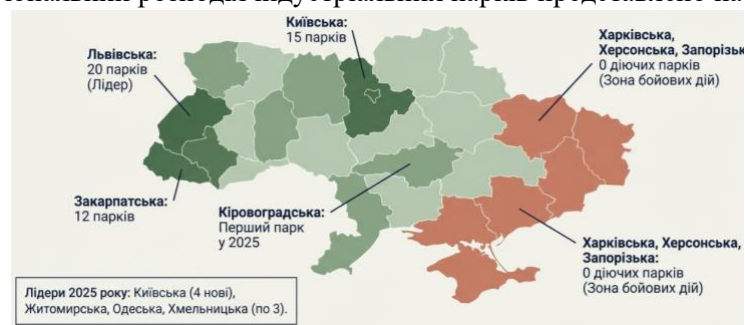 Київська:
15 парків
Львівська:
20 парків
(Лідер)
Харківська,
Херсонська, Запорізька:
0 діючих парків
(Зона бойових дій)
Закарпатська:
12 парків
Кіровоградська:
Перший парк
у 2025
Харківська, Херсонська,
Запорізька:
0 діючих парків
(Зона бойових дій)
Лідери 2025 року: Київська (4 нові),
Житомирська, Одеська, Хмельницька (по 3).